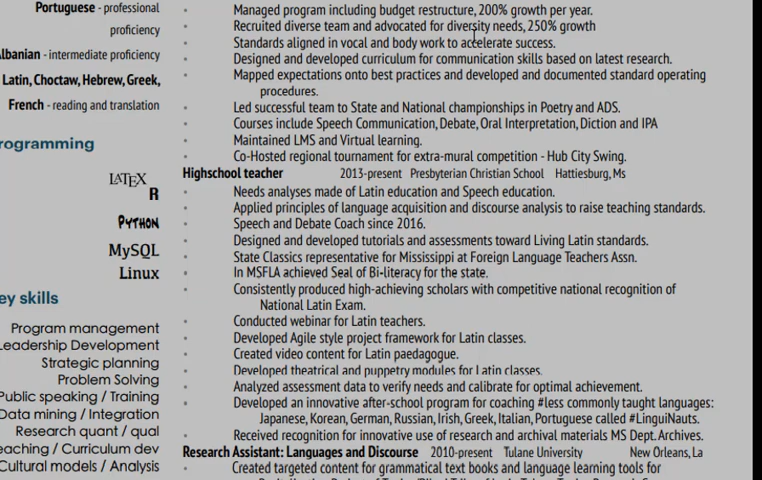 Portuguese - professional
proficiency
Albanian - intermediate proficiency
Latin, Choctaw, Hebrew, Greek,
French - reading and translation
rogramming
LATEX
R
PYTHON
MySQL
Linux
ey skills
Program management
Leadership Development
Strategic planning
Problem Solving
Public speaking / Training
Data mining / Integration
Research quant / qual
eaching / Curriculum dev
Cultural models / Analysis
Managed program including budget restructure, 200% growth per year.
Recruited diverse team and advocated for diversity needs, 250% growth
Standards aligned in vocal and body work to accelerate success.
Designed and developed curriculum for communication skills based on latest research.
Mapped expectations onto best practices and developed and documented standard operating
procedures.
Led successful team to State and National championships in Poetry and ADS.
Courses include Speech Communication, Debate, Oral Interpretation, Diction and IPA
Maintained LMS and Virtual learning.
Co-Hosted regional tournament for extra-mural competition - Hub City Swing.
Highschool teacher 2013-present Presbyterian Christian School Hattiesburg, Ms
Needs analyses made of Latin education and Speech education.
Applied principles of language acquisition and discourse analysis to raise teaching standards.
Speech and Debate Coach since 2016.
Designed and developed tutorials and assessments toward Living Latin standards.
State Classics representative for Mississippi at Foreign Language Teachers Assn.
In MSFLA achieved Seal of Bi-literacy for the state.
Consistently produced high-achieving scholars with competitive national recognition of
National Latin Exam.
Conducted webinar for Latin teachers.
Developed Agile style project framework for Latin classes.
Created video content for Latin paedagogue.
Developed theatrical and puppetry modules for Latin classes.
Analyzed assessment data to verify needs and calibrate for optimal achievement.
Developed an innovative after-school program for coaching #less commonly taught languages:
Japanese, Korean, German, Russian, Irish, Greek, Italian, Portuguese called #LinguiNauts.
Received recognition for innovative use of research and archival materials MS Dept. Archives.
Research Assistant: Languages and Discourse 2010-present Tulane University New Orleans, La
Created targeted content for grammatical text books and language learning tools for